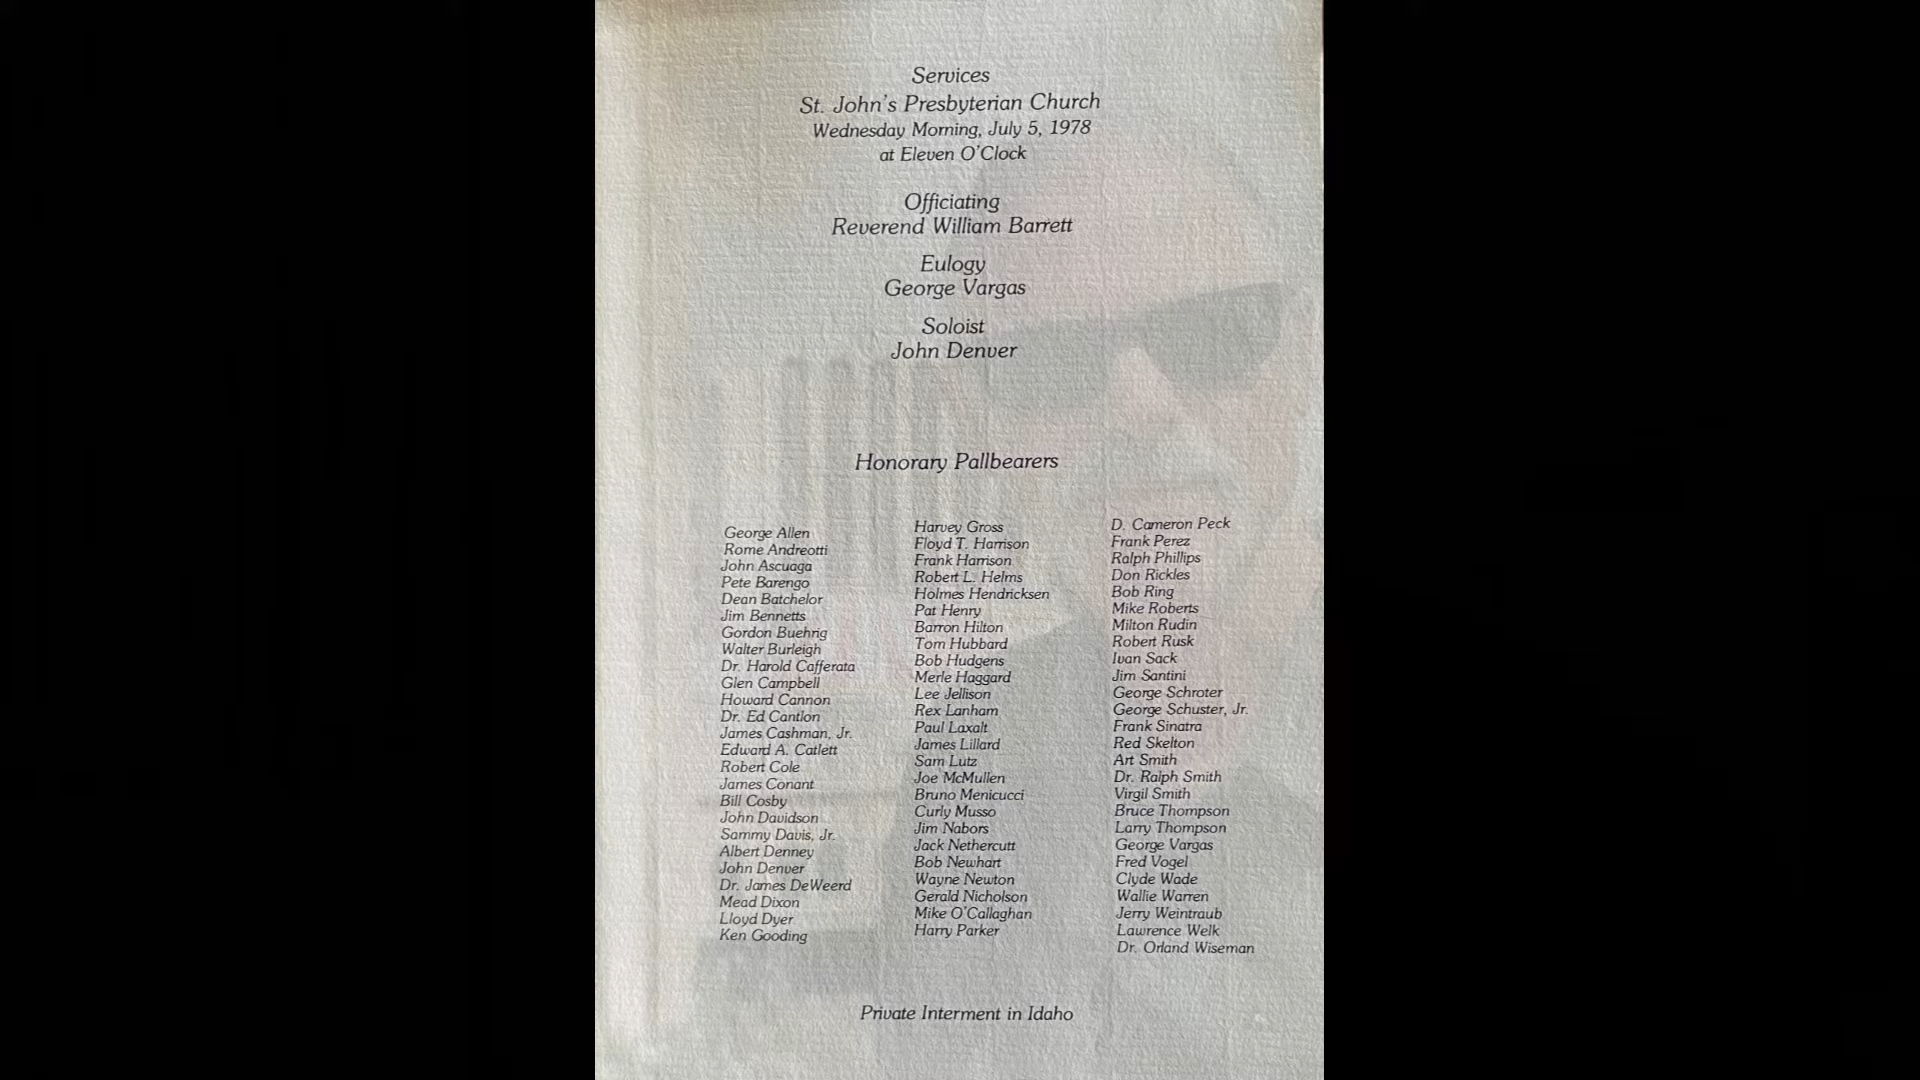 Services
St. John's Presbyterian Church
Wednesday Morning, July 5, 1978
at Eleven O'Clock
Officiating
Reverend William Barrett
Eulogy
George Vargas
Soloist
John Denver
Honorary Pallbearers
George Allen
Rome Andreotti
John Ascuaga
Pete Barengo
Dean Batchelor
Jim Bennetts
Gordon Buehrig
Walter Burleigh
Dr. Harold Cafferata
Glen Campbell
Howard Cannon
Dr. Ed Cantlon
James Cashman, Jr.
Edward A. Catlett
Robert Cole
James Conant
Bill Cosby
John Davidson
Sammy Davis, Jr.
Albert Denney
John Denver
Dr. James DeWeerd
Mead Dixon
Lloyd Dyer
Ken Gooding
Harvey Gross
Floyd T. Harrison
Frank Harrison
Robert L. Helms
Holmes Hendricksen
Pat Henry
Barron Hilton
Tom Hubbard
Bob Hudgens
Merle Haggard
Lee Jellison
Rex Lanham
Paul Laxalt
James Lillard
Sam Lutz
Joe McMullen
Bruno Menicucci
Curly Musso
Jim Nabors
Jack Nethercutt
Bob Newhart
Wayne Newton
Gerald Nicholson
Mike O'Callaghan
Harry Parker
D. Cameron Peck
Frank Perez
Ralph Phillips
Don Rickles
Bob Ring
Mike Roberts
Milton Rudin
Robert Rusk
Ivan Sack
Jim Santini
George Schroter
George Schuster, Jr.
Frank Sinatra
Red Skelton
Art Smith
Dr. Ralph Smith
Virgil Smith
Bruce Thompson
Larry Thompson
George Vargas
Fred Vogel
Clyde Wade
Wallie Warren
Jerry Weintraub
Lawrence Welk
Dr. Orland Wiseman
Private Interment in Idaho